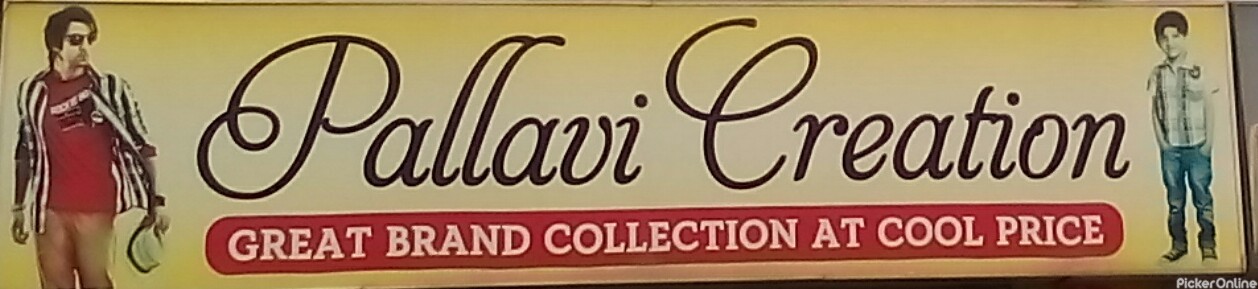 Pallavi Creation
GREAT BRAND COLLECTION AT COOL PRICE
PickerOnline